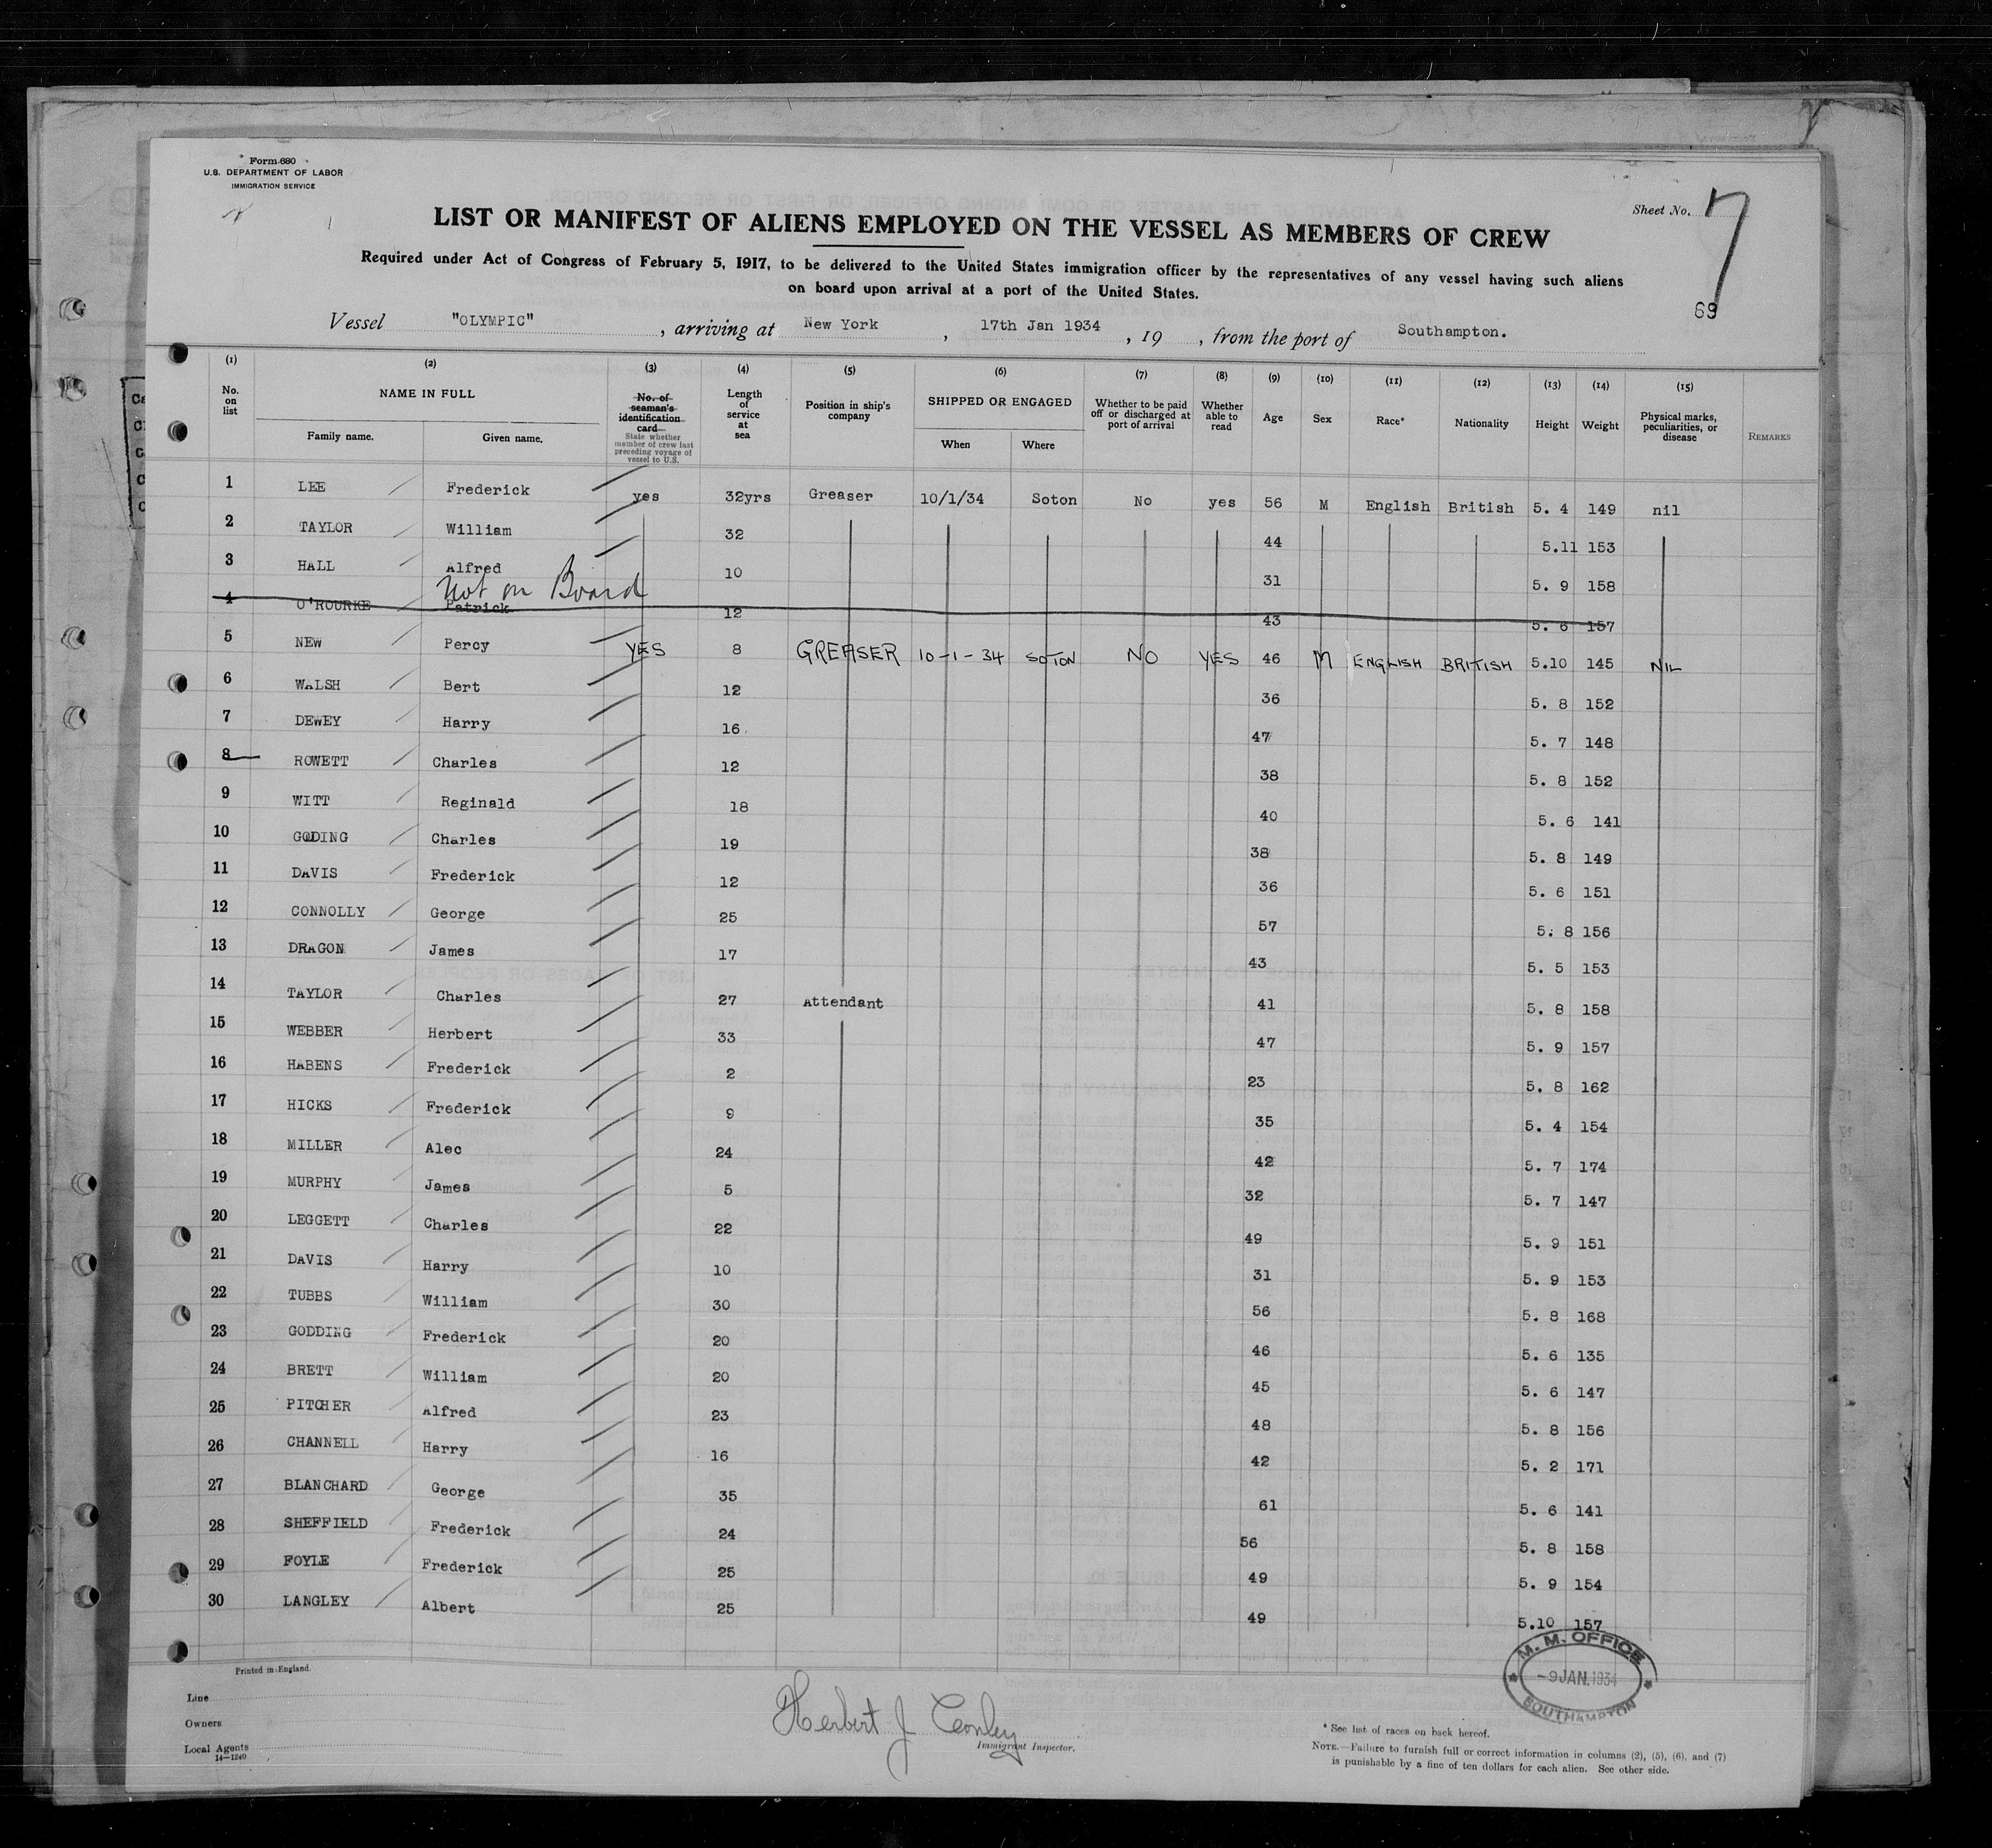 Form 680
U.S. DEPARTMENT OF LABOR
IMMIGRATION SERVICE
Sheet No. 7
LIST OR MANIFEST OF ALIENS EMPLOYED ON THE VESSEL AS MEMBERS OF CREW
Required under Act of Congress of February 5, 1917, to be delivered to the United States immigration officer by the representatives of any vessel having such aliens
on board upon arrival at a port of the United States.
69
Vessel "OLYMPIC", arriving at New York, 17th Jan 1934, 19 , from the port of Southampton.
(1) (2) (3) (4) (5) (6) (7) (8) (9) (10) (11) (12) (13) (14) (15)
No. on list
NAME IN FULL
Family name. Given name.
No. of seaman's identification card
State whether member of crew last preceding voyage of vessel to U.S.
Length of service at sea
Position in ship's company
SHIPPED OR ENGAGED
When Where
Whether to be paid off or discharged at port of arrival
Whether able to read
Age
Sex
Race*
Nationality
Height
Weight
Physical marks, peculiarities, or disease
REMARKS
1 LEE Frederick yes 32yrs Greaser 10/1/34 Soton No yes 56 M English British 5. 4 149 nil
2 TAYLOR William 32 44 5.11 153
3 HALL Alfred 10 31 5. 9 158
Not on Board
4 O'ROURKE Patrick 12 43 5. 6 157
5 NEW Percy YES 8 GREASER 10-1-34 SOTON NO YES 46 M ENGLISH BRITISH 5.10 145 NIL
6 WALSH Bert 12 36 5. 8 152
7 DEWEY Harry 16 47 5. 7 148
8 ROWETT Charles 12 38 5. 8 152
9 WITT Reginald 18 40 5. 6 141
10 GODING Charles 19 38 5. 8 149
11 DAVIS Frederick 12 36 5. 6 151
12 CONNOLLY George 25 57 5. 8 156
13 DRAGON James 17 43 5. 5 153
14 TAYLOR Charles 27 Attendant 41 5. 8 158
15 WEBBER Herbert 33 47 5. 9 157
16 HABENS Frederick 2 23 5. 8 162
17 HICKS Frederick 9 35 5. 4 154
18 MILLER Alec 24 42 5. 7 174
19 MURPHY James 5 32 5. 7 147
20 LEGGETT Charles 22 49 5. 9 151
21 DAVIS Harry 10 31 5. 9 153
22 TUBBS William 30 56 5. 8 168
23 GODDING Frederick 20 46 5. 6 135
24 BRETT William 20 45 5. 6 147
25 PITCHER Alfred 23 48 5. 8 156
26 CHANNELL Harry 16 42 5. 2 171
27 BLANCHARD George 35 61 5. 6 141
28 SHEFFIELD Frederick 24 56 5. 8 158
29 FOYLE Frederick 25 49 5. 9 154
30 LANGLEY Albert 25 49 5.10 157
M. M. OFFICE
-9 JAN. 1934
SOUTHAMPTON
Printed in England.
Line
Owners
Local Agents
14-1240
Herbert J
Immigrant Inspector.
* See list of races on back hereof.
NOTE.—Failure to furnish full or correct information in columns (2), (5), (6), and (7)
is punishable by a fine of ten dollars for each alien. See other side.